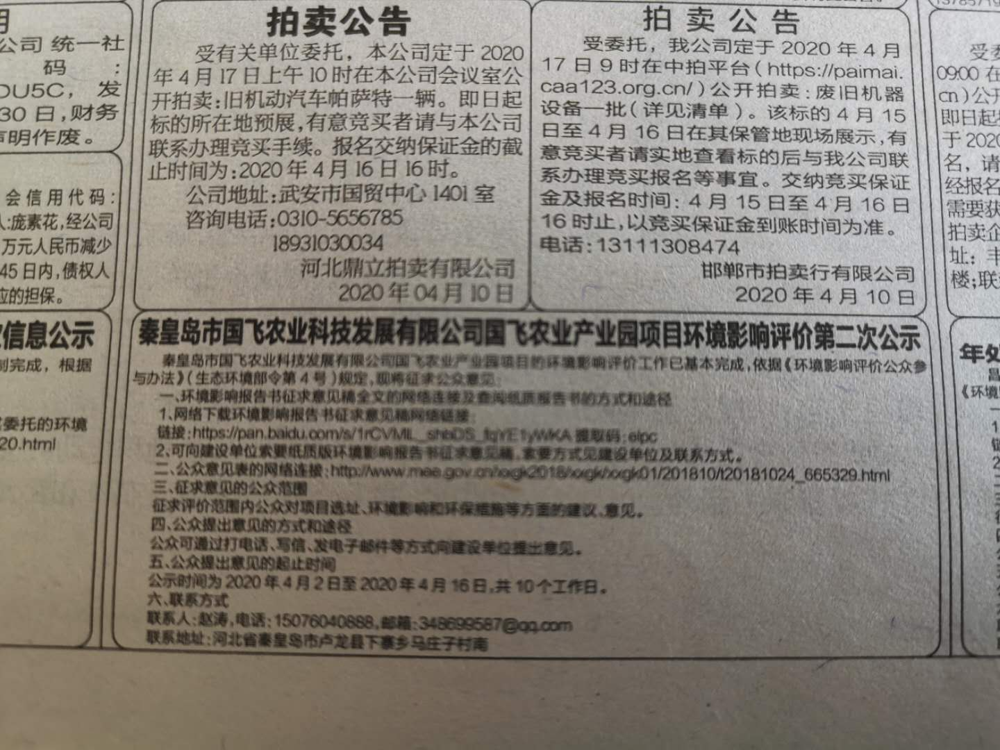 明
公司 统一社
码：
DU5C，发
30 日，财务
声明作废。
会信用代码：
人:庞素花，经公司
万元人民币减少
45 日内，债权人
应的担保。
信息公示
制完成，根据
委托的环境
20.html
拍卖公告
受有关单位委托，本公司定于 2020
年 4 月 17 日上午 10 时在本公司会议室公
开拍卖:旧机动汽车帕萨特一辆。即日起
标的所在地预展，有意竞买者请与本公司
联系办理竞买手续。报名交纳保证金的截
止时间为:2020 年 4 月 16 日 16 时。
公司地址:武安市国贸中心 1401 室
咨询电话:0310-5656785
18931030034
河北鼎立拍卖有限公司
2020 年 04 月 10 日
拍卖公告
受委托，我公司定于 2020 年 4 月
17 日 9 时在中拍平台(https://paimai.
caa123.org.cn/)公开拍卖:废旧机器
设备一批(详见清单)。该标的 4 月 15
日至 4 月 16 日在其保管地现场展示，有
意竞买者请实地查看标的后与我公司联
系办理竞买报名等事宜。交纳竞买保证
金及报名时间: 4 月 15 日至 4 月 16 日
16 时止，以竞买保证金到账时间为准。
电话:13111308474
邯郸市拍卖行有限公司
2020 年 4 月 10 日
秦皇岛市国飞农业科技发展有限公司国飞农业产业园项目环境影响评价第二次公示
秦皇岛市国飞农业科技发展有限公司国飞农业产业园项目的环境影响评价工作已基本完成，依据《环境影响评价公众参
与办法》(生态环境部令第 4 号)规定，现将征求公众意见:
一、环境影响报告书征求意见稿全文的网络连接及查阅纸质报告书的方式和途径
1、网络下载环境影响报告书征求意见稿网络链接:
链接:https://pan.baidu.com/s/1rCVMIL_shbDS_fqYE1yWKA 提取码:eipc
2、可向建设单位索要纸质版环境影响报告书征求意见稿，索要方式见建设单位及联系方式。
二、公众意见表的网络连接:http://www.mee.gov.cn/xxgk2018/xxgk/xxgk01/201810/t20181024_665329.html
三、征求意见的公众范围
征求评价范围内公众对项目选址、环境影响和环保措施等方面的建议、意见。
四、公众提出意见的方式和途径
公众可通过打电话、写信、发电子邮件等方式向建设单位提出意见。
五、公众提出意见的起止时间
公示时间为 2020 年 4 月 2 日至 2020 年 4 月 16 日，共 10 个工作日。
六、联系方式
联系人:赵涛，电话:15076040888，邮箱:348699587@qq.com
联系地址:河北省秦皇岛市卢龙县下寨乡马庄子村南
受委
09:00 在
cn)公开
即日起
于 2020
名，请
经报名
需要获
拍卖企
址：丰
楼;联
年处
昌
《环境